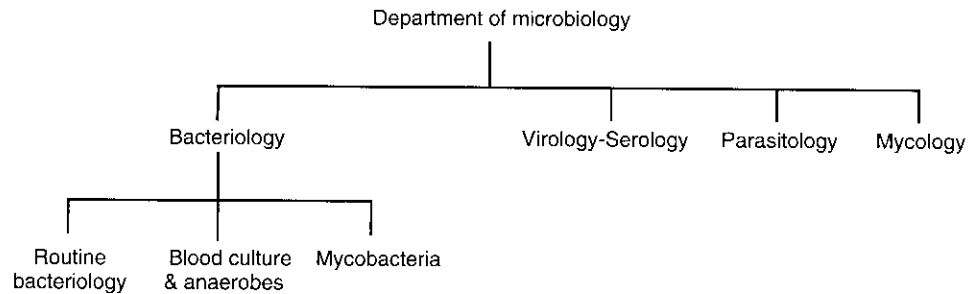 Department of microbiology
Bacteriology
Virology-Serology
Parasitology
Mycology
Routine
bacteriology
Blood culture
& anaerobes
Mycobacteria